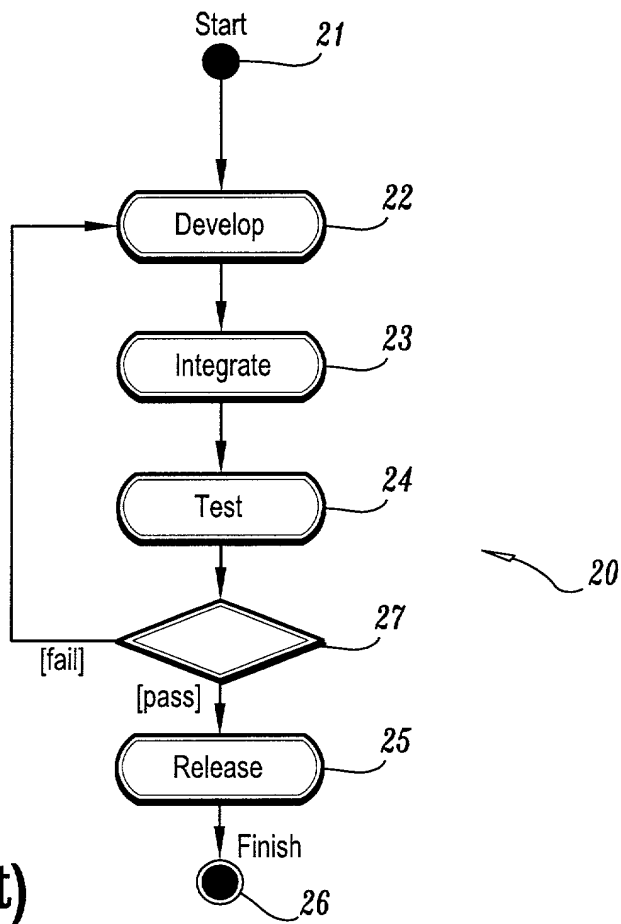 Start
21
Develop
22
Integrate
23
Test
24
20
27
[fail]
[pass]
Release
25
Finish
26
t)